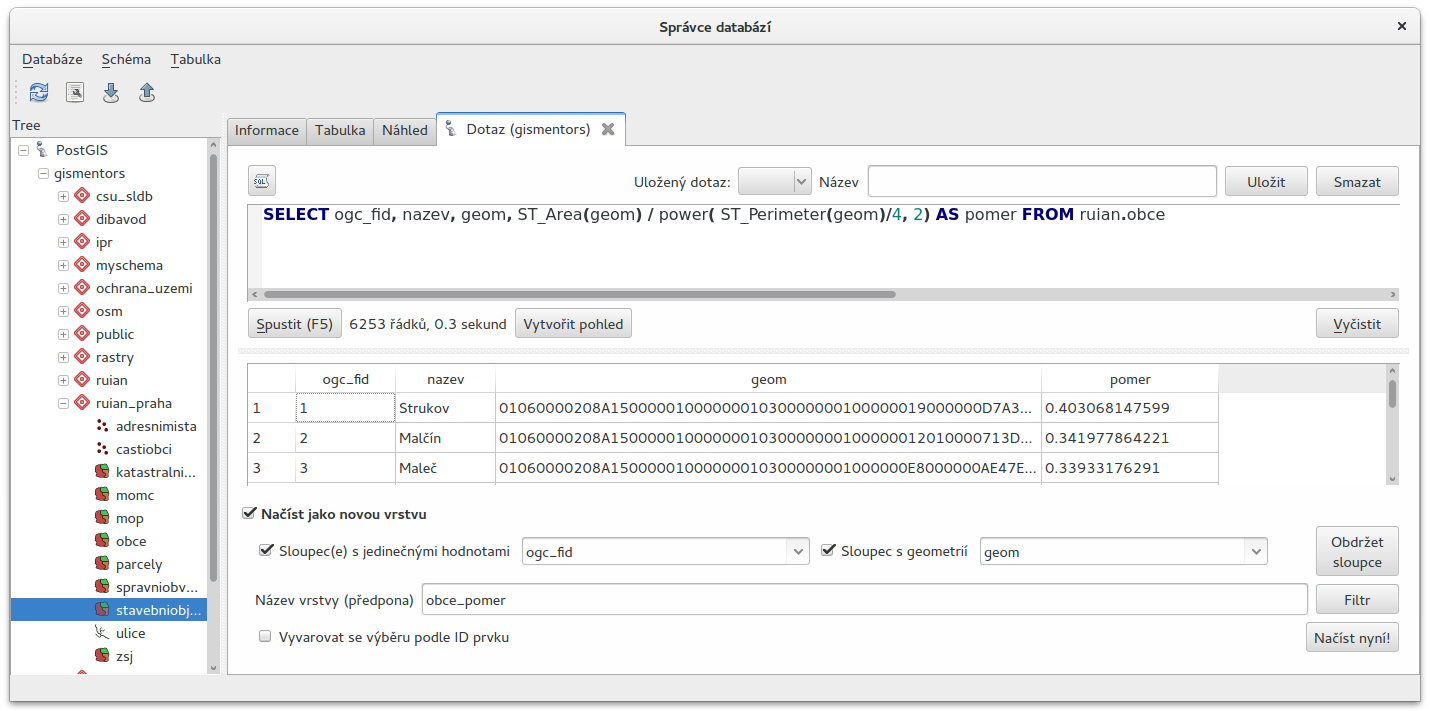 Správce databází
Databáze Schéma Tabulka
Tree
PostGIS
gismentors
csu_sldb
dibavod
ipr
myschema
ochrana_uzemi
osm
public
rastry
ruian
ruian_praha
adresnimista
castiobci
katastralni...
momc
mop
obce
parcely
spravniobv...
stavebniobj...
ulice
zsj
Informace Tabulka Náhled Dotaz (gismentors)
SQL Uložený dotaz: Název Uložit Smazat
SELECT ogc_fid, nazev, geom, ST_Area(geom) / power( ST_Perimeter(geom)/4, 2) AS pomer FROM ruian.obce
Spustit (F5) 6253 řádků, 0.3 sekund Vytvořit pohled Vyčistit
ogc_fid nazev geom pomer
1 1 Strukov 01060000208A1500000100000001030000000100000019000000D7A3... 0.403068147599
2 2 Malčín 01060000208A1500000100000001030000000100000012010000713D... 0.341977864221
3 3 Maleč 01060000208A15000001000000010300000001000000E8000000AE47E... 0.33933176291
Načíst jako novou vrstvu
Sloupec(e) s jedinečnými hodnotami ogc_fid Sloupec s geometrií geom Obdržet sloupce
Název vrstvy (předpona) obce_pomer Filtr
Vyvarovat se výběru podle ID prvku Načíst nyní!